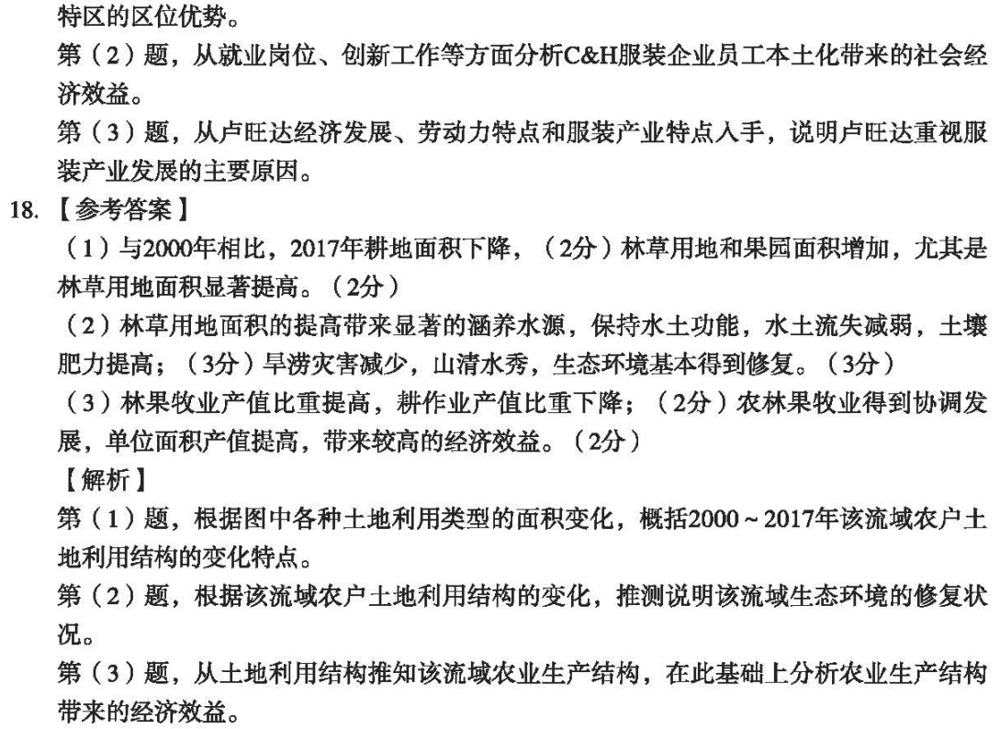 特区的区位优势。
第（2）题，从就业岗位、创新工作等方面分析C&H服装企业员工本土化带来的社会经
济效益。
第（3）题，从卢旺达经济发展、劳动力特点和服装产业特点入手，说明卢旺达重视服
装产业发展的主要原因。
18. 【参考答案】
（1）与2000年相比，2017年耕地面积下降，（2分）林草用地和果园面积增加，尤其是
林草用地面积显著提高。（2分）
（2）林草用地面积的提高带来显著的涵养水源，保持水土功能，水土流失减弱，土壤
肥力提高；（3分）旱涝灾害减少，山清水秀，生态环境基本得到修复。（3分）
（3）林果牧业产值比重提高，耕作业产值比重下降；（2分）农林果牧业得到协调发
展，单位面积产值提高，带来较高的经济效益。（2分）
【解析】
第（1）题，根据图中各种土地利用类型的面积变化，概括2000～2017年该流域农户土
地利用结构的变化特点。
第（2）题，根据该流域农户土地利用结构的变化，推测说明该流域生态环境的修复状
况。
第（3）题，从土地利用结构推知该流域农业生产结构，在此基础上分析农业生产结构
带来的经济效益。